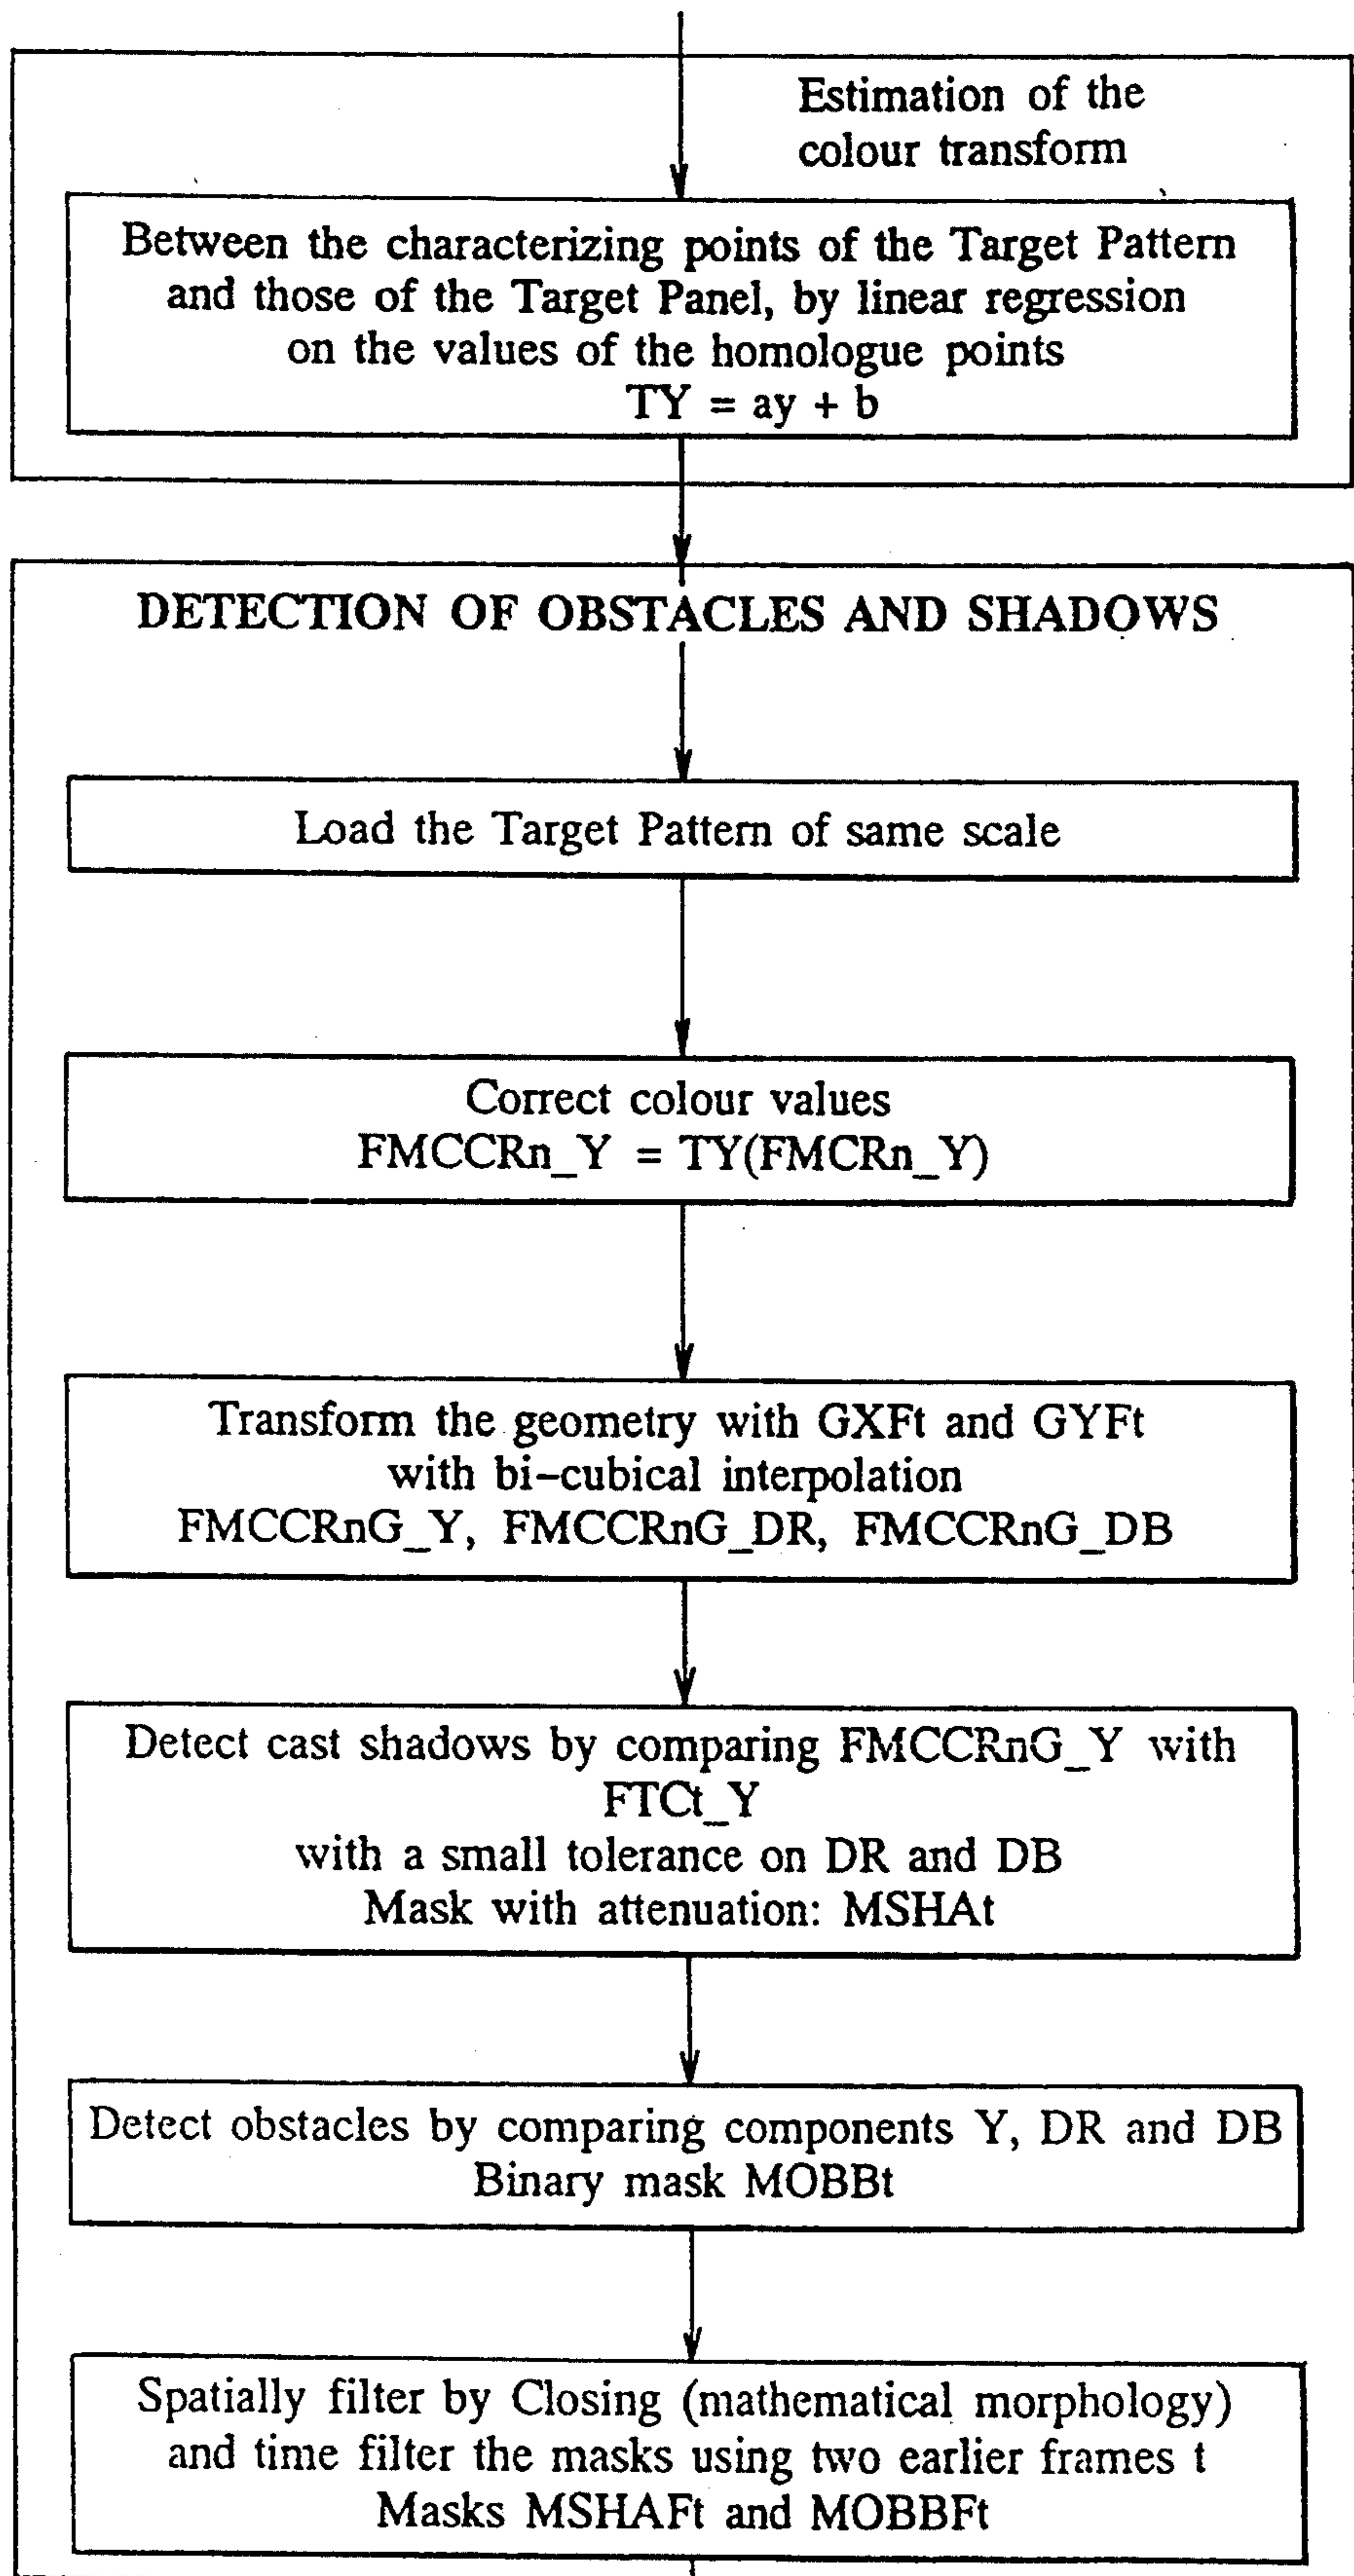 Estimation of the
colour transform
Between the characterizing points of the Target Pattern
and those of the Target Panel, by linear regression
on the values of the homologue points
TY = ay + b
DETECTION OF OBSTACLES AND SHADOWS
Load the Target Pattern of same scale
Correct colour values
FMCCRn_Y = TY(FMCRn_Y)
Transform the geometry with GXFt and GYFt
with bi-cubical interpolation
FMCCRnG_Y, FMCCRnG_DR, FMCCRnG_DB
Detect cast shadows by comparing FMCCRnG_Y with
FTCt_Y
with a small tolerance on DR and DB
Mask with attenuation: MSHAt
Detect obstacles by comparing components Y, DR and DB
Binary mask MOBBt
Spatially filter by Closing (mathematical morphology)
and time filter the masks using two earlier frames t
Masks MSHAFt and MOBBFt